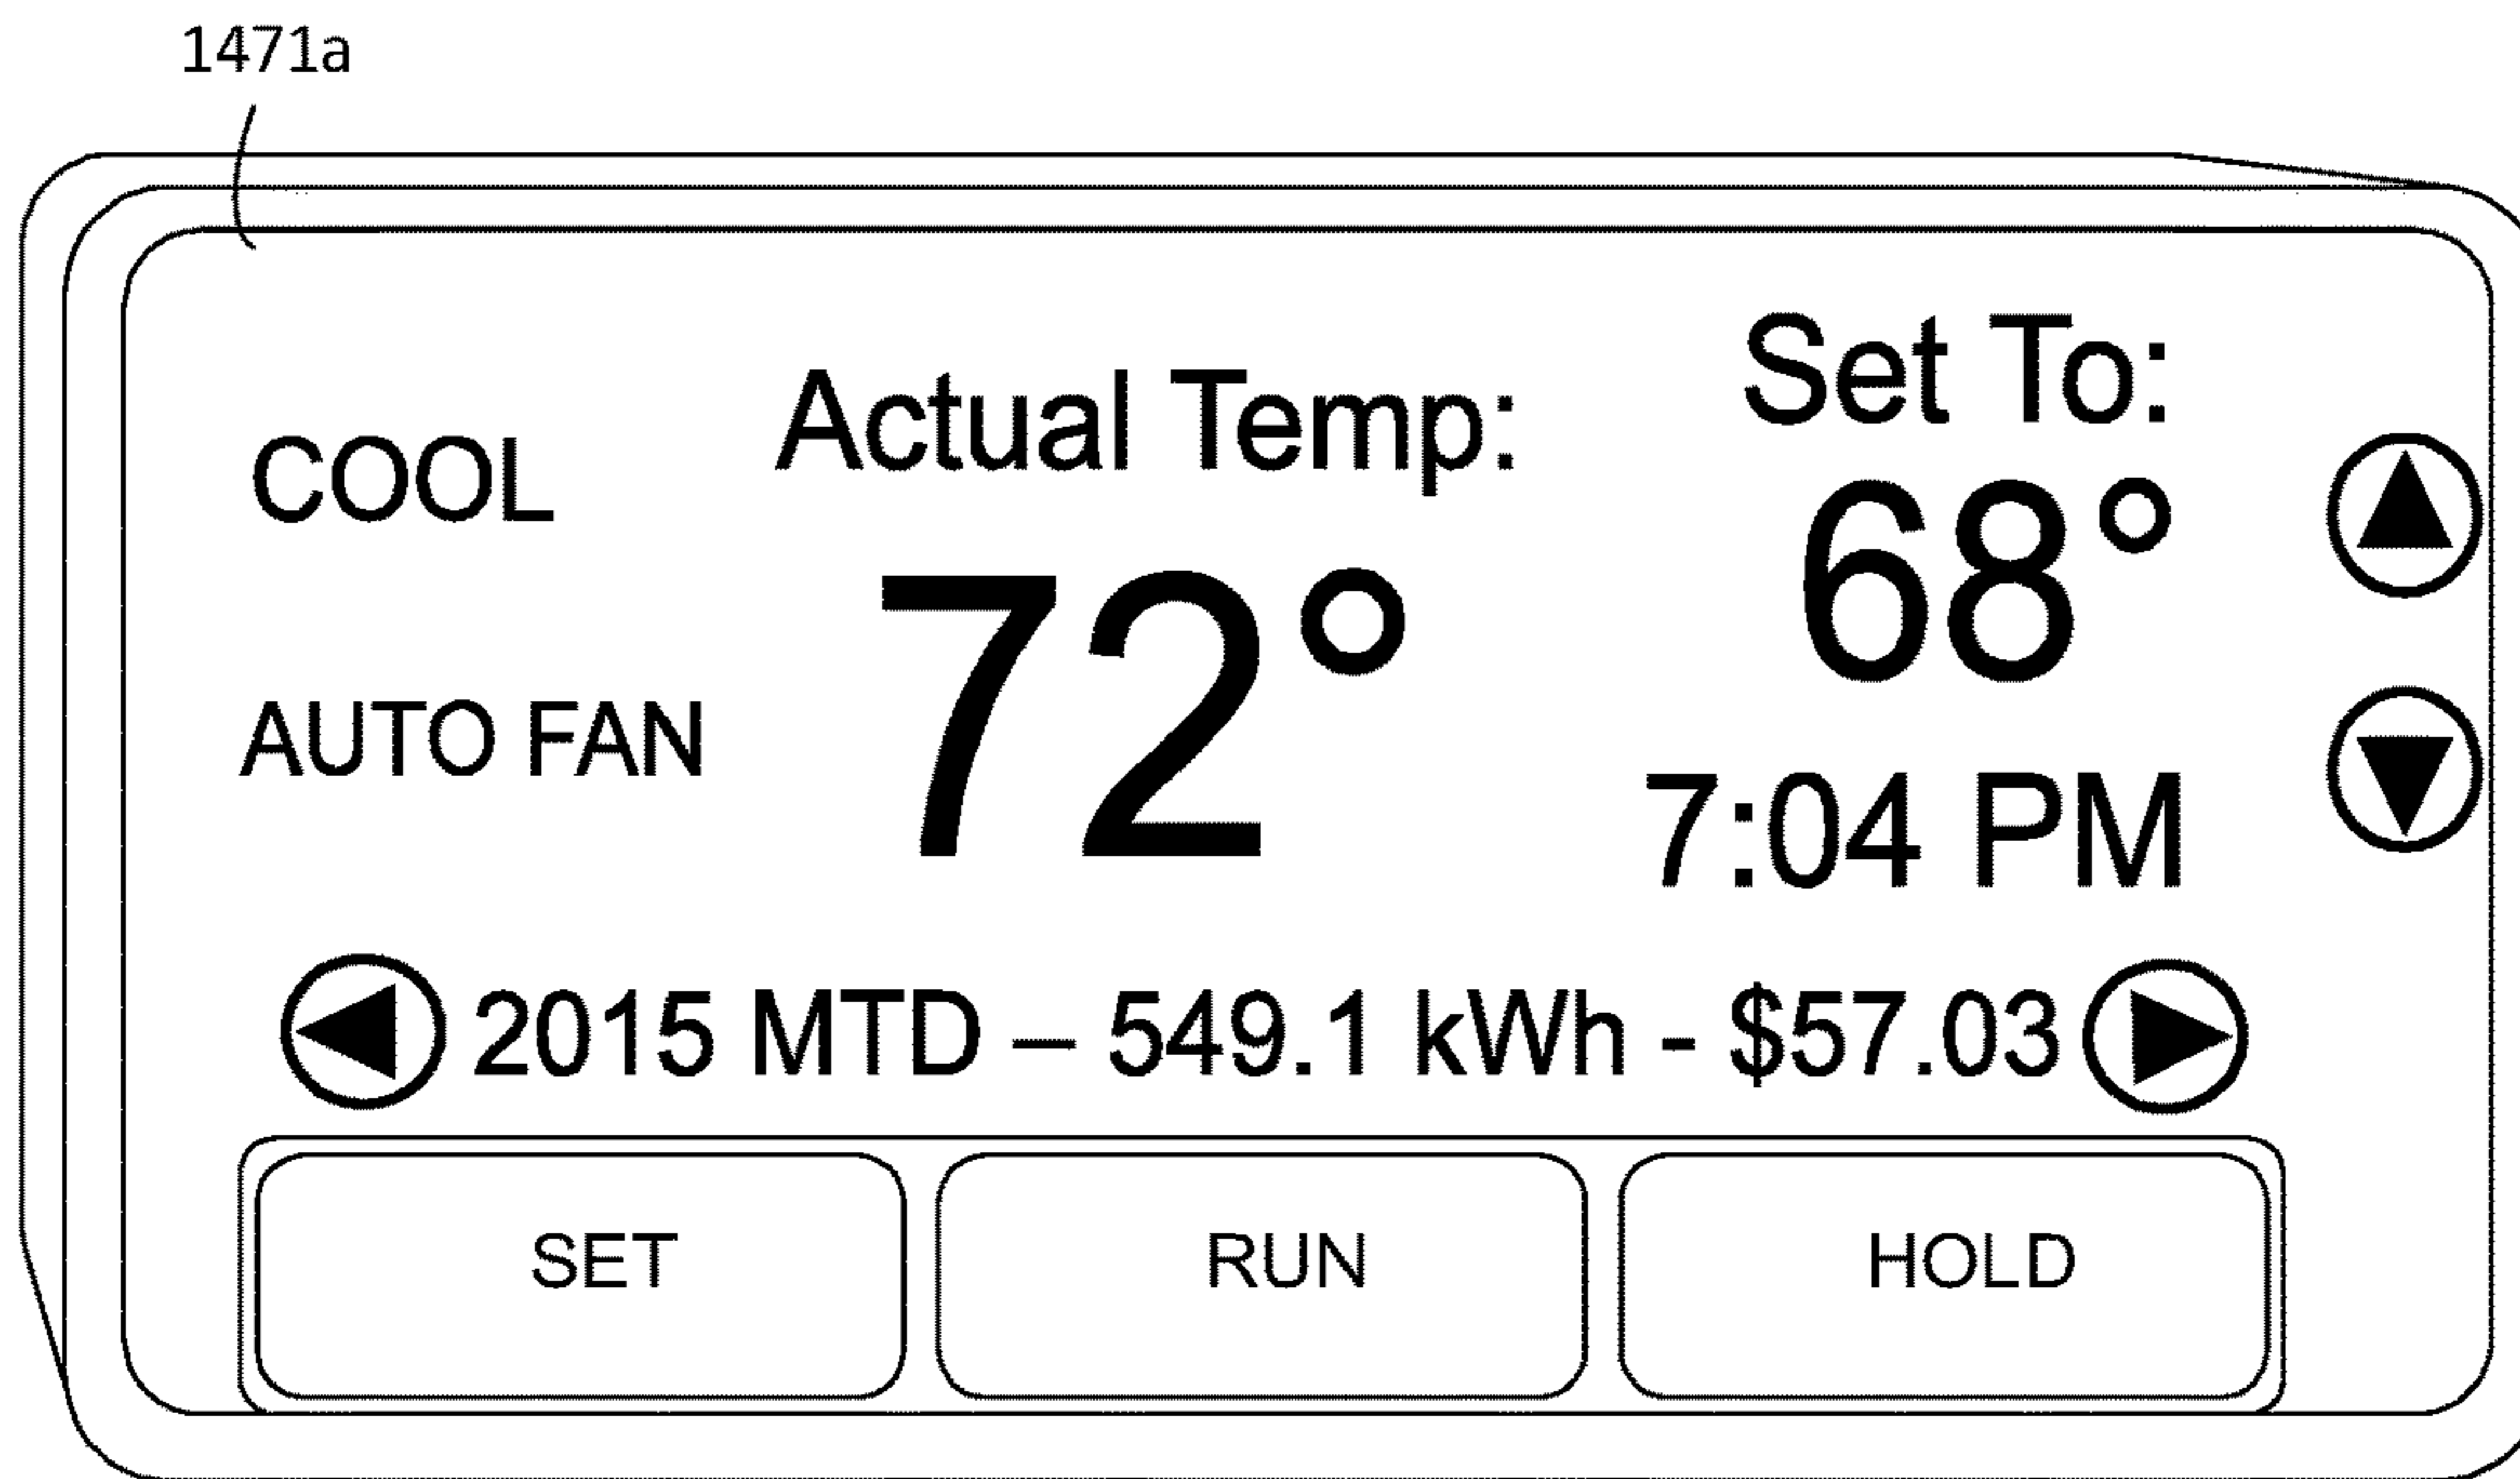 1471a
Set To:
Actual Temp:
COOL
68°
72°
AUTO FAN
7:04 PM
2015 MTD – 549.1 kWh - $57.03
SET
RUN
HOLD